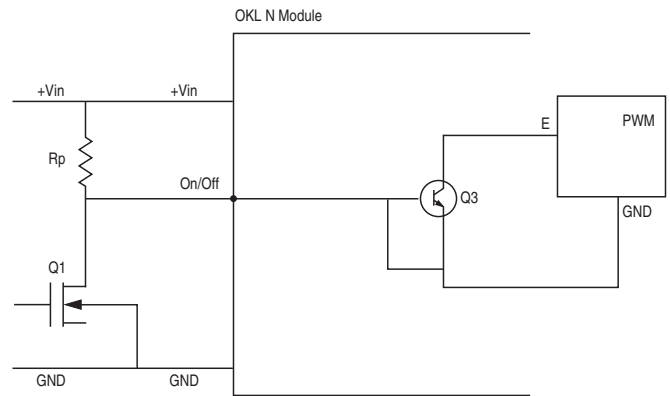 OKL N Module
+Vin
+Vin
E
PWM
Rp
On/Off
Q3
GND
Q1
GND
GND